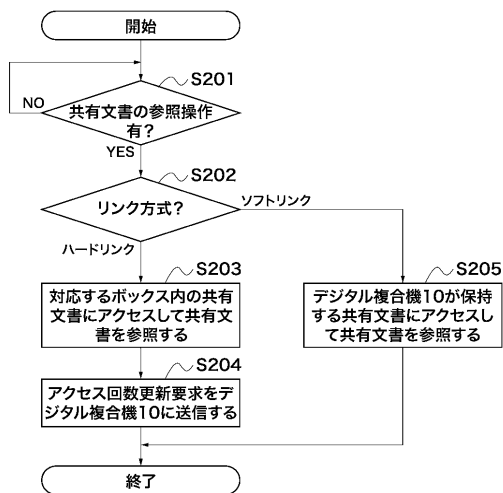 開始
S201
NO
共有文書の参照操作
有？
YES
S202
リンク方式？
ソフトリンク
ハードリンク
S203
対応するボックス内の共有
文書にアクセスして共有文
書を参照する
S205
デジタル複合機10が保持
する共有文書にアクセスし
て共有文書を参照する
S204
アクセス回数更新要求をデ
ジタル複合機10に送信する
終了